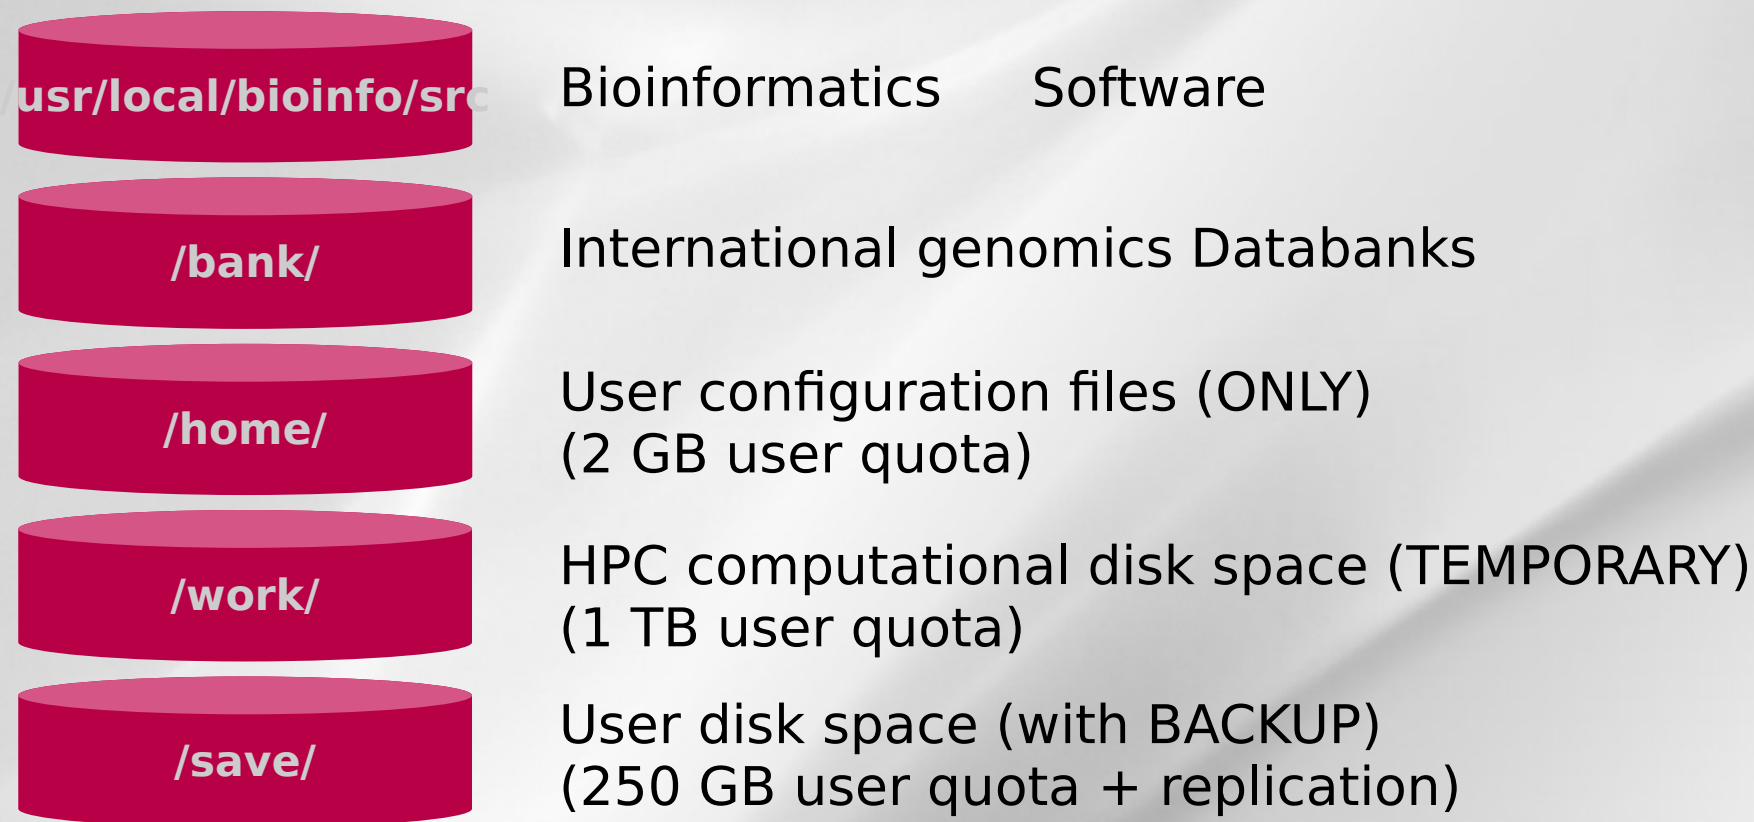 /usr/local/bioinfo/src
Bioinformatics Software
/bank/
International genomics Databanks
/home/
User configuration files (ONLY)
(2 GB user quota)
/work/
HPC computational disk space (TEMPORARY)
(1 TB user quota)
/save/
User disk space (with BACKUP)
(250 GB user quota + replication)